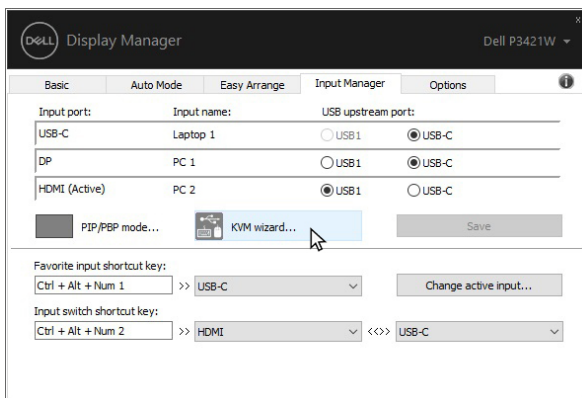 DELL Display Manager Dell P3421W
Basic Auto Mode Easy Arrange Input Manager Options
Input port: Input name: USB upstream port:
USB-C Laptop 1 USB1 USB-C
DP PC 1 USB1 USB-C
HDMI (Active) PC 2 USB1 USB-C
PIP/PBP mode... KVM wizard... Save
Favorite input shortcut key:
Ctrl + Alt + Num 1 >> USB-C Change active input...
Input switch shortcut key:
Ctrl + Alt + Num 2 >> HDMI <<>> USB-C